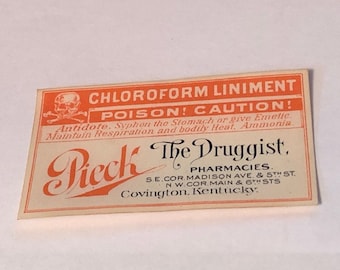 CHLOROFORM LINIMENT
POISON! CAUTION!
Antidote. Syphon the Stomach or give Emetic.
Maintain Respiration and bodily Heat. Ammonia
Pieck The Druggist.
PHARMACIES.
S.E. COR. MADISON AVE. & 5TH ST.
N.W. COR. MAIN & 6TH STS
Covington, Kentucky.